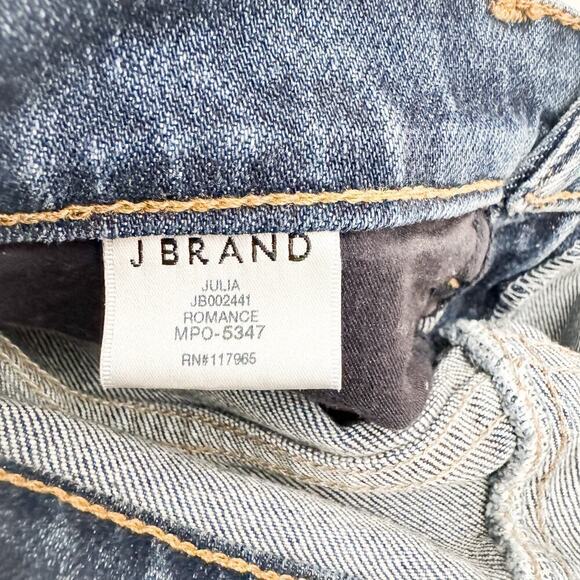 J BRAND
JULIA
JB002441
ROMANCE
MPO-5347
RN#117965